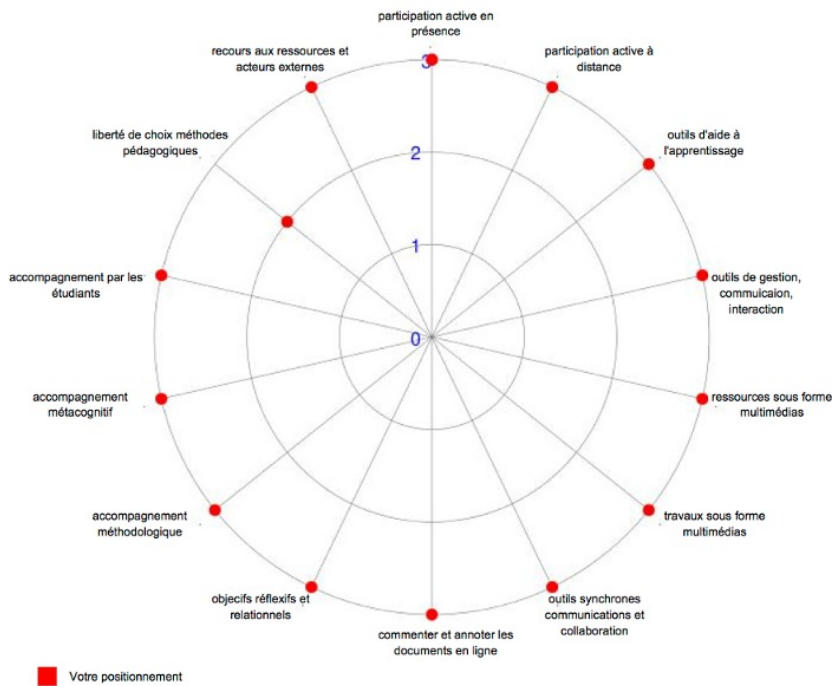 participation active en
présence
recours aux ressources et
acteurs externes
participation active à
distance
3
liberté de choix méthodes
pédagogiques
outils d'aide à
l'apprentissage
2
1
accompagnement par les
étudiants
outils de gestion,
commuicaion,
interaction
0
accompagnement
métacognitif
ressources sous forme
multimédias
accompagnement
méthodologique
travaux sous forme
multimédias
objecifs réflexifs et
relationnels
outils synchrones
communications et
collaboration
commenter et annoter les
documents en ligne
Votre positionnement